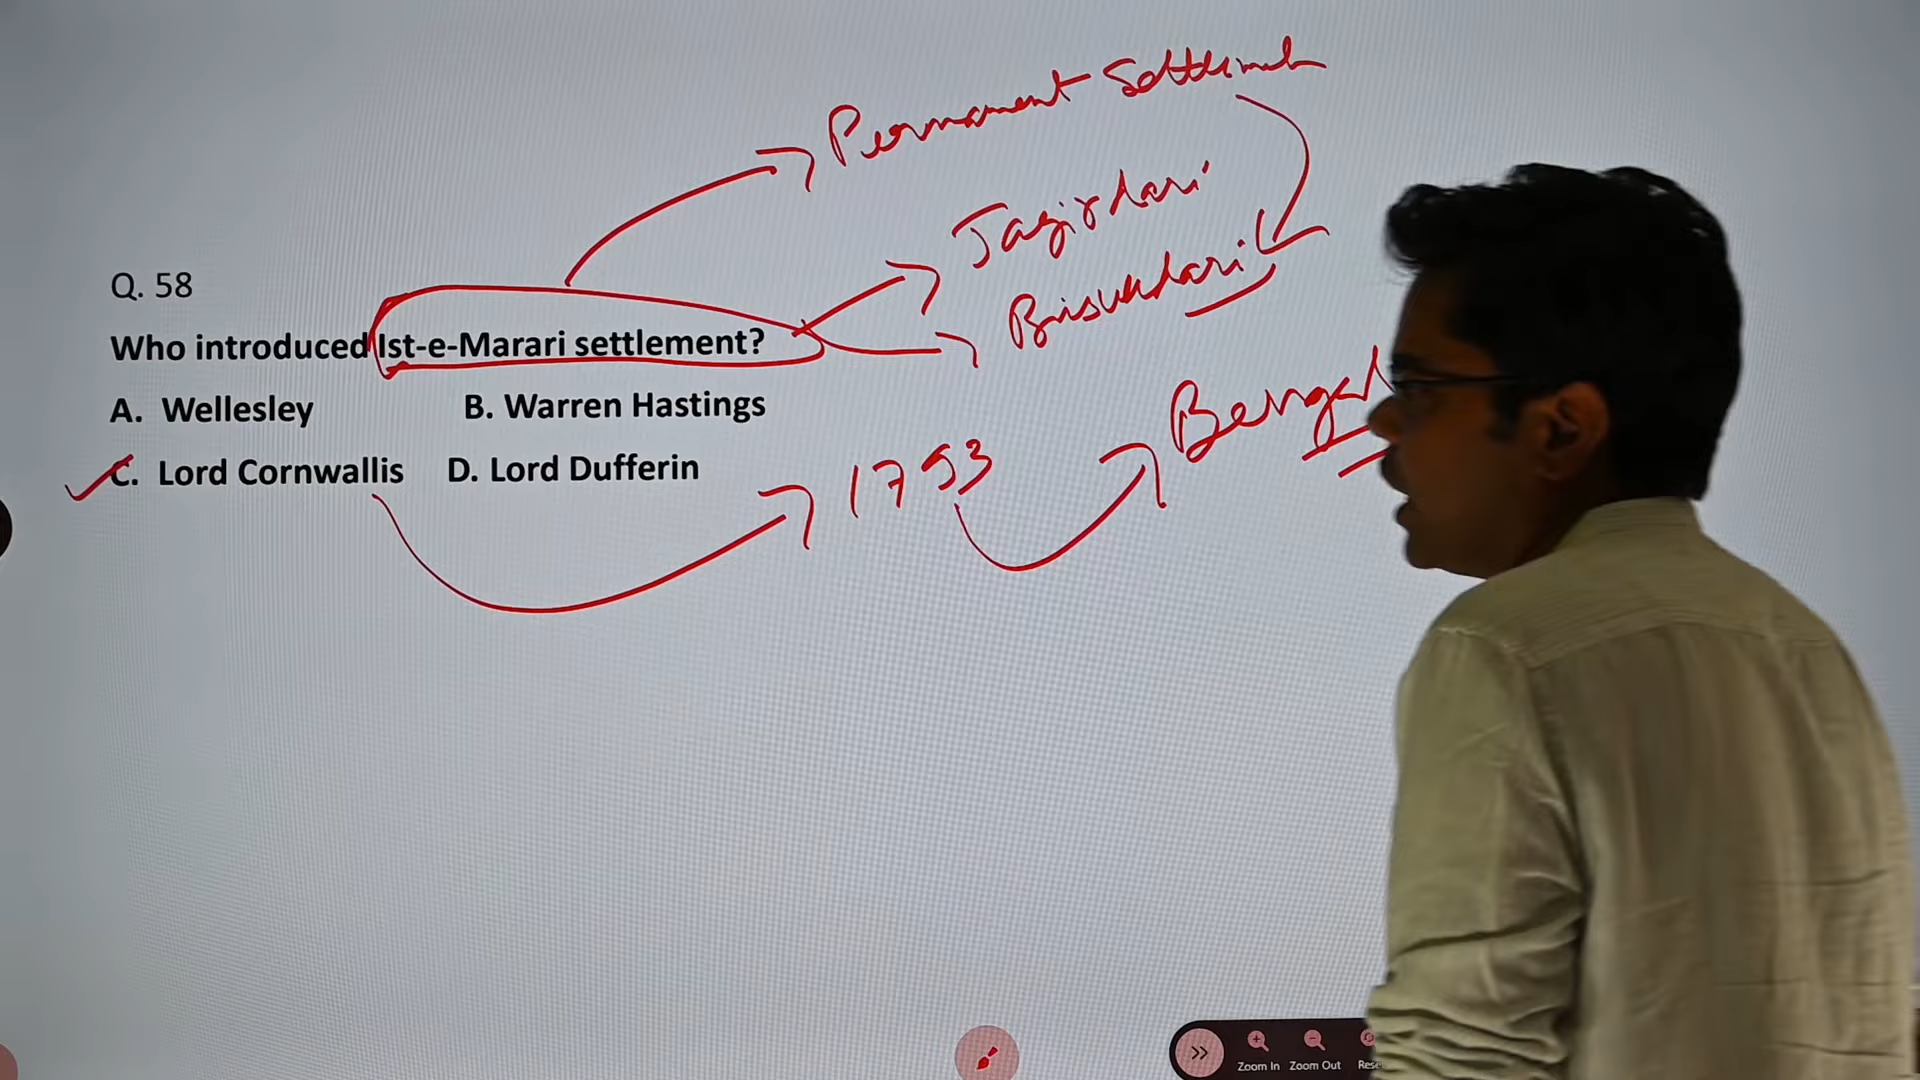 Permanent Settlement
Jagirdari
Biswedari
Q. 58
Who introduced Ist-e-Marari settlement?
A. Wellesley B. Warren Hastings
C. Lord Cornwallis D. Lord Dufferin
1793
Bengal
Zoom In Zoom Out Rese